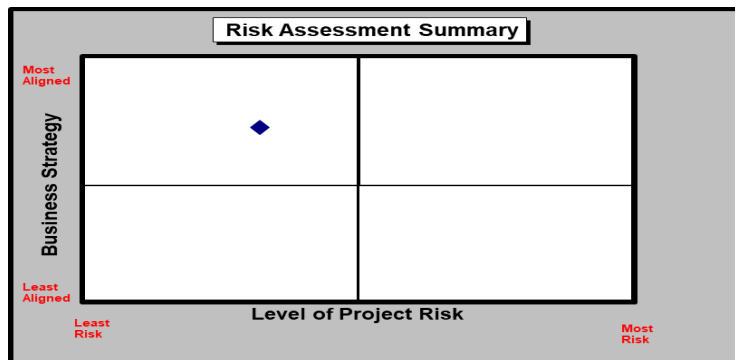 Risk Assessment Summary
Most
Aligned
Business Strategy
Least
Aligned
Least
Risk
Level of Project Risk
Most
Risk